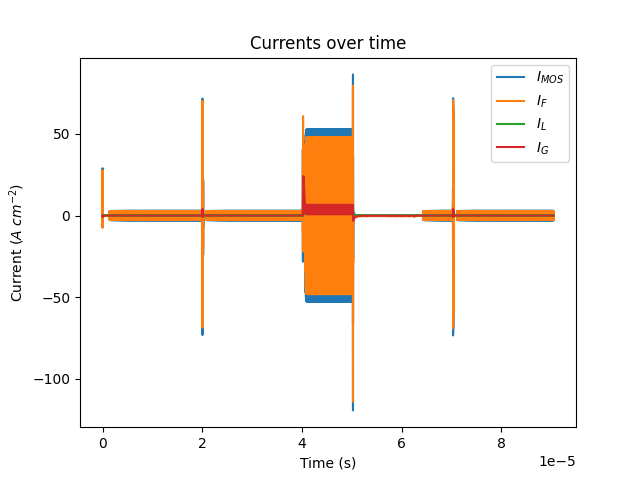 Currents over time
I_MOS
I_F
I_L
I_G
Current (A cm⁻²)
50
0
−50
−100
0 2 4 6 8
1e−5
Time (s)